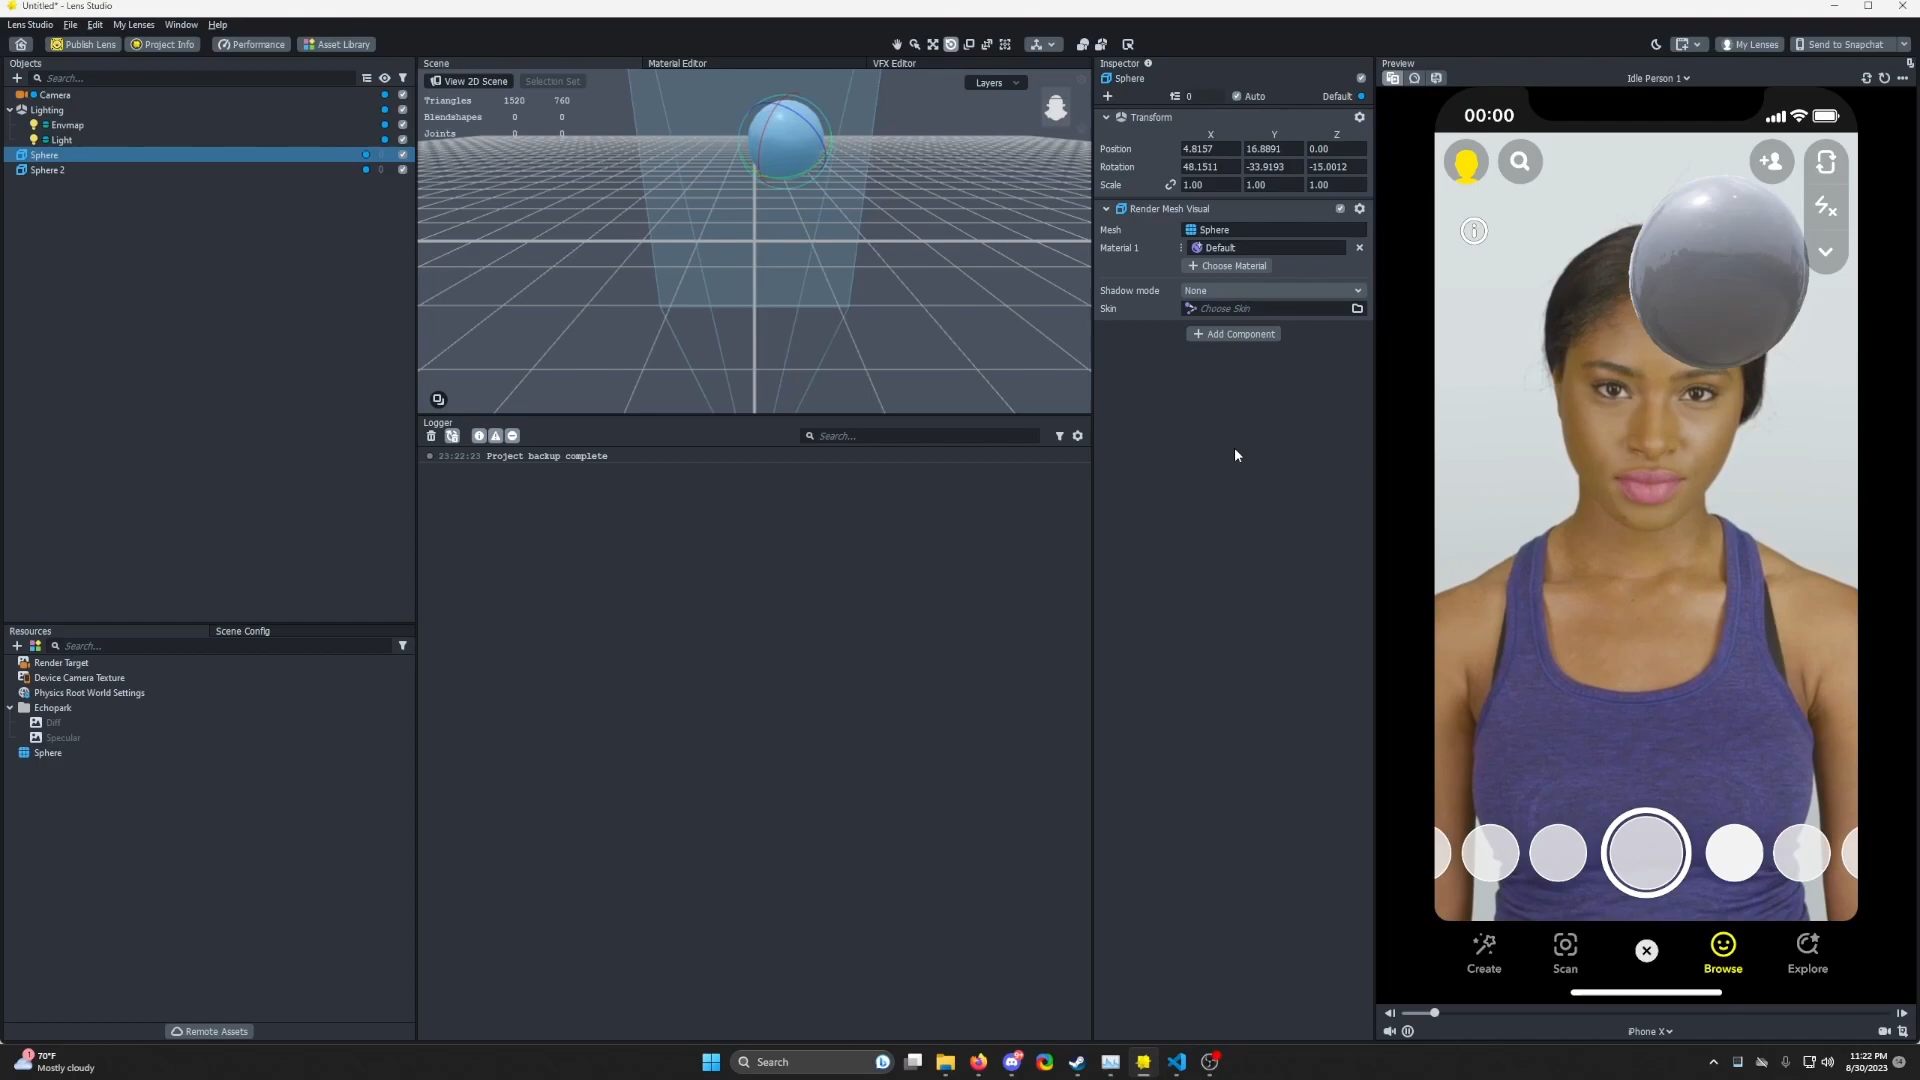 Untitled* - Lens Studio
Lens Studio File Edit My Lenses Window Help
Publish Lens Project Info Performance Asset Library
My Lenses Send to Snapchat
Objects
Search...
Camera
Lighting
Envmap
Light
Sphere
Sphere 2
Resources Scene Config
Search...
Render Target
Device Camera Texture
Physics Root World Settings
Echopark
Diff
Specular
Sphere
Remote Assets
Scene Material Editor VFX Editor
View 2D Scene Selection Set Layers
Triangles 1520 760
Blendshapes 0 0
Joints 0 0
Logger
Search...
23:22:23 Project backup complete
Inspector
Sphere
0 Auto Default
Transform
X Y Z
Position 4.8157 16.8891 0.00
Rotation 48.1511 -33.9193 -15.0012
Scale 1.00 1.00 1.00
Render Mesh Visual
Mesh Sphere
Material 1 Default
+ Choose Material
Shadow mode None
Skin Choose Skin
+ Add Component
Preview
Idle Person 1
00:00
Create Scan Browse Explore
iPhone X
1 70°F
Mostly cloudy
Search
11:22 PM
8/30/2023